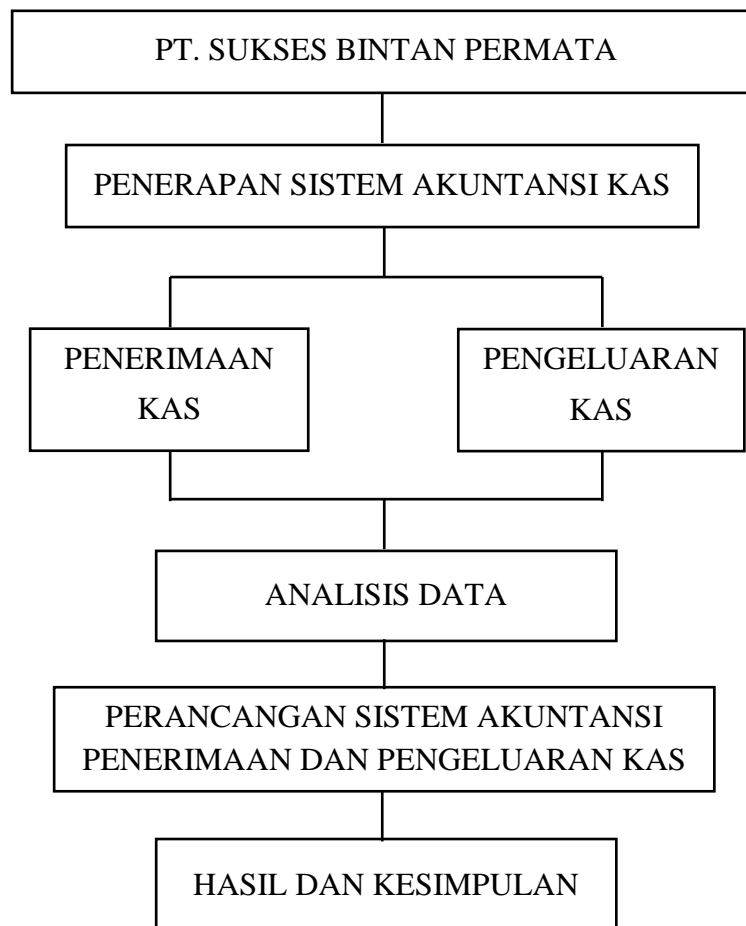 PT. SUKSES BINTAN PERMATA
PENERAPAN SISTEM AKUNTANSI KAS
PENERIMAAN
KAS
PENGELUARAN
KAS
ANALISIS DATA
PERANCANGAN SISTEM AKUNTANSI
PENERIMAAN DAN PENGELUARAN KAS
HASIL DAN KESIMPULAN